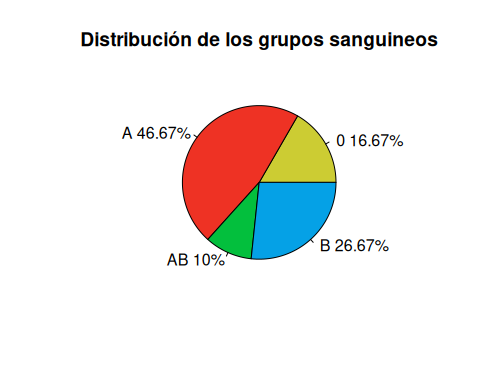 Distribución de los grupos sanguineos
A 46.67%
0 16.67%
AB 10%
B 26.67%